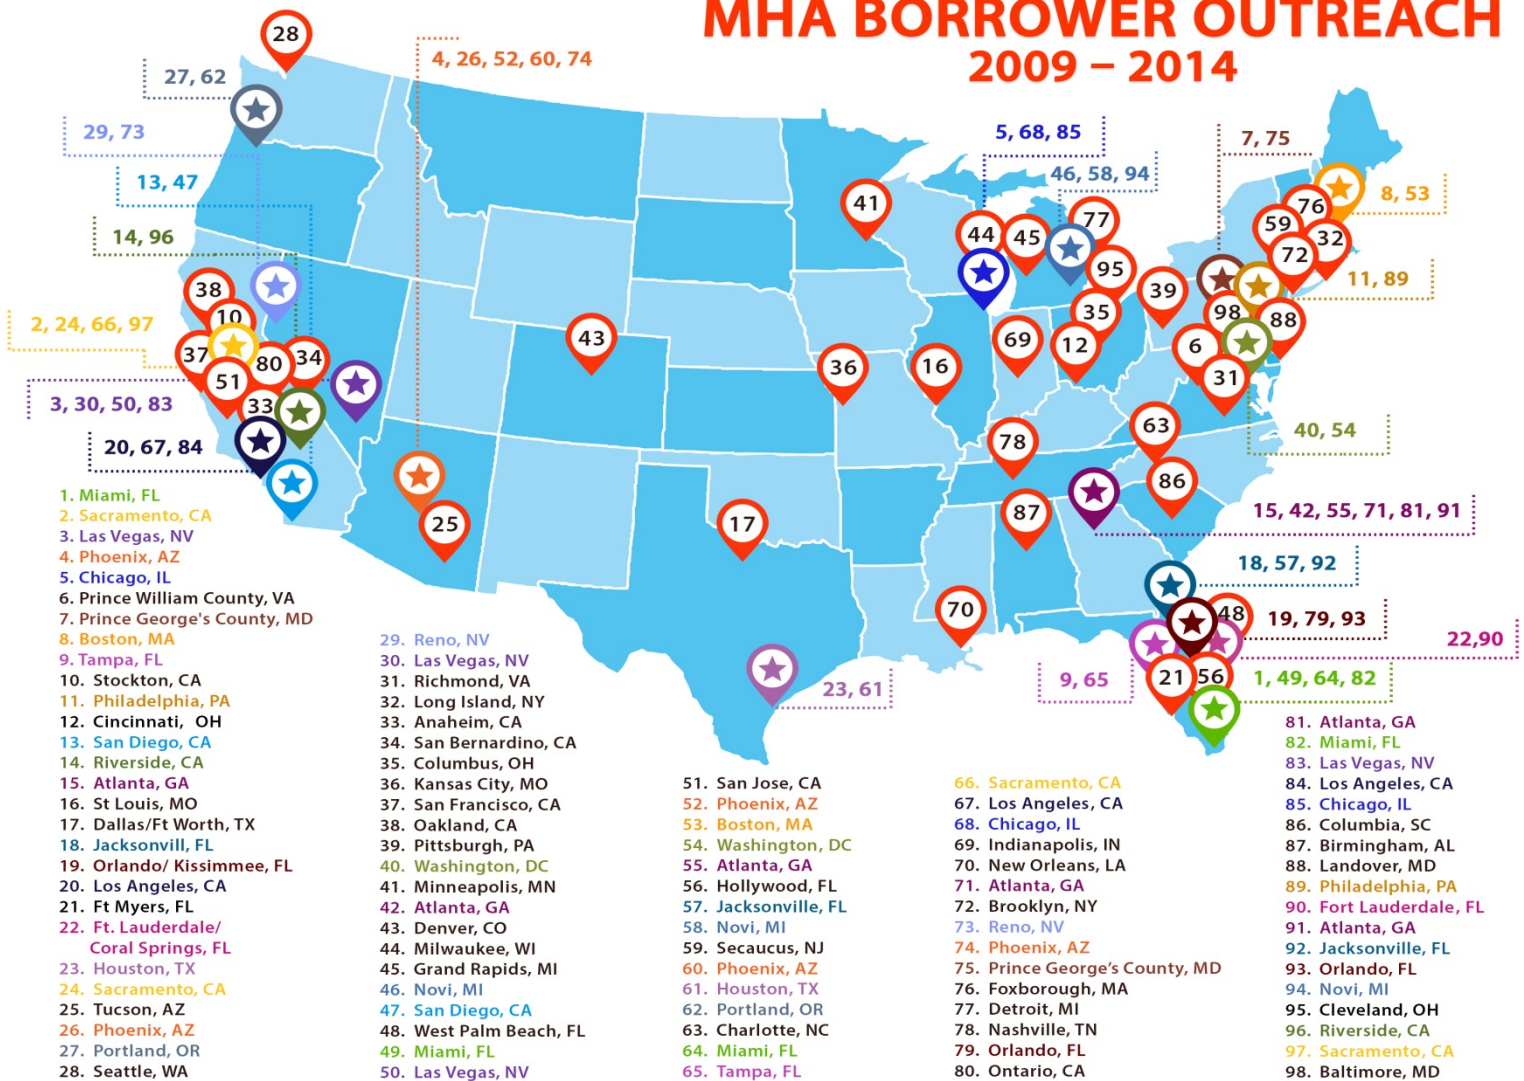 MHA BORROWER OUTREACH
2009 – 2014
28
4, 26, 52, 60, 74
27, 62
29, 73
13, 47
14, 96
2, 24, 66, 97
3, 30, 50, 83
20, 67, 84
5, 68, 85
46, 58, 94
7, 75
8, 53
11, 89
40, 54
15, 42, 55, 71, 81, 91
18, 57, 92
19, 79, 93
22,90
9, 65
1, 49, 64, 82
23, 61
38
10
37
51
80
34
33
25
43
41
44
45
77
95
35
12
69
39
36
16
17
78
87
70
63
86
6
31
98
88
76
59
72
32
48
21
56
1. Miami, FL
2. Sacramento, CA
3. Las Vegas, NV
4. Phoenix, AZ
5. Chicago, IL
6. Prince William County, VA
7. Prince George's County, MD
8. Boston, MA
9. Tampa, FL
10. Stockton, CA
11. Philadelphia, PA
12. Cincinnati, OH
13. San Diego, CA
14. Riverside, CA
15. Atlanta, GA
16. St Louis, MO
17. Dallas/Ft Worth, TX
18. Jacksonvill, FL
19. Orlando/ Kissimmee, FL
20. Los Angeles, CA
21. Ft Myers, FL
22. Ft. Lauderdale/
Coral Springs, FL
23. Houston, TX
24. Sacramento, CA
25. Tucson, AZ
26. Phoenix, AZ
27. Portland, OR
28. Seattle, WA
29. Reno, NV
30. Las Vegas, NV
31. Richmond, VA
32. Long Island, NY
33. Anaheim, CA
34. San Bernardino, CA
35. Columbus, OH
36. Kansas City, MO
37. San Francisco, CA
38. Oakland, CA
39. Pittsburgh, PA
40. Washington, DC
41. Minneapolis, MN
42. Atlanta, GA
43. Denver, CO
44. Milwaukee, WI
45. Grand Rapids, MI
46. Novi, MI
47. San Diego, CA
48. West Palm Beach, FL
49. Miami, FL
50. Las Vegas, NV
51. San Jose, CA
52. Phoenix, AZ
53. Boston, MA
54. Washington, DC
55. Atlanta, GA
56. Hollywood, FL
57. Jacksonville, FL
58. Novi, MI
59. Secaucus, NJ
60. Phoenix, AZ
61. Houston, TX
62. Portland, OR
63. Charlotte, NC
64. Miami, FL
65. Tampa, FL
66. Sacramento, CA
67. Los Angeles, CA
68. Chicago, IL
69. Indianapolis, IN
70. New Orleans, LA
71. Atlanta, GA
72. Brooklyn, NY
73. Reno, NV
74. Phoenix, AZ
75. Prince George’s County, MD
76. Foxborough, MA
77. Detroit, MI
78. Nashville, TN
79. Orlando, FL
80. Ontario, CA
81. Atlanta, GA
82. Miami, FL
83. Las Vegas, NV
84. Los Angeles, CA
85. Chicago, IL
86. Columbia, SC
87. Birmingham, AL
88. Landover, MD
89. Philadelphia, PA
90. Fort Lauderdale, FL
91. Atlanta, GA
92. Jacksonville, FL
93. Orlando, FL
94. Novi, MI
95. Cleveland, OH
96. Riverside, CA
97. Sacramento, CA
98. Baltimore, MD